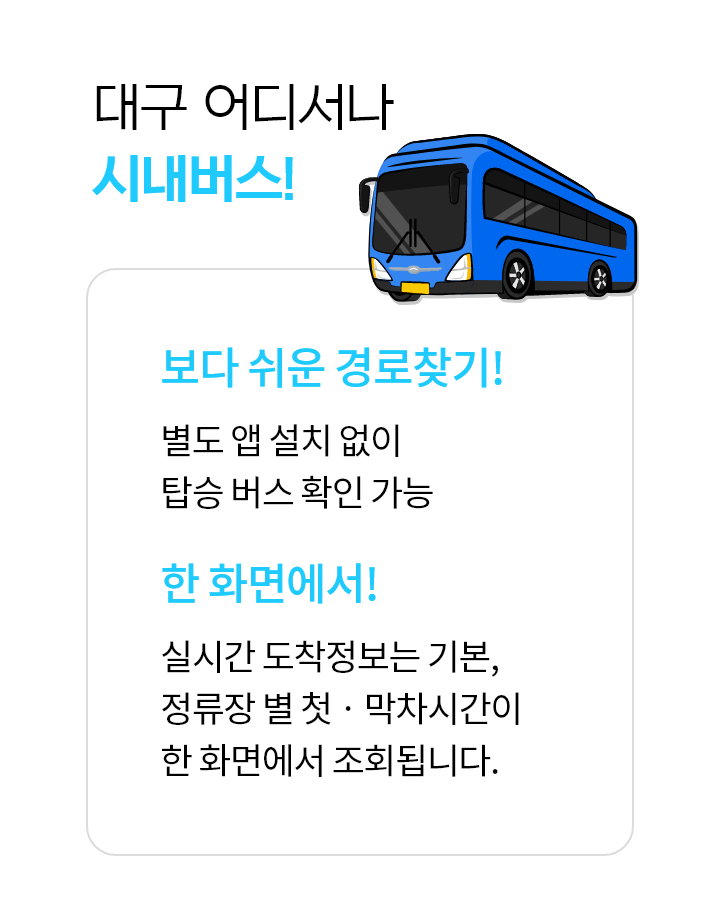 대구 어디서나
시내버스!
보다 쉬운 경로찾기!
별도 앱 설치 없이
탑승 버스 확인 가능
한 화면에서!
실시간 도착정보는 기본,
정류장 별 첫 · 막차시간이
한 화면에서 조회됩니다.